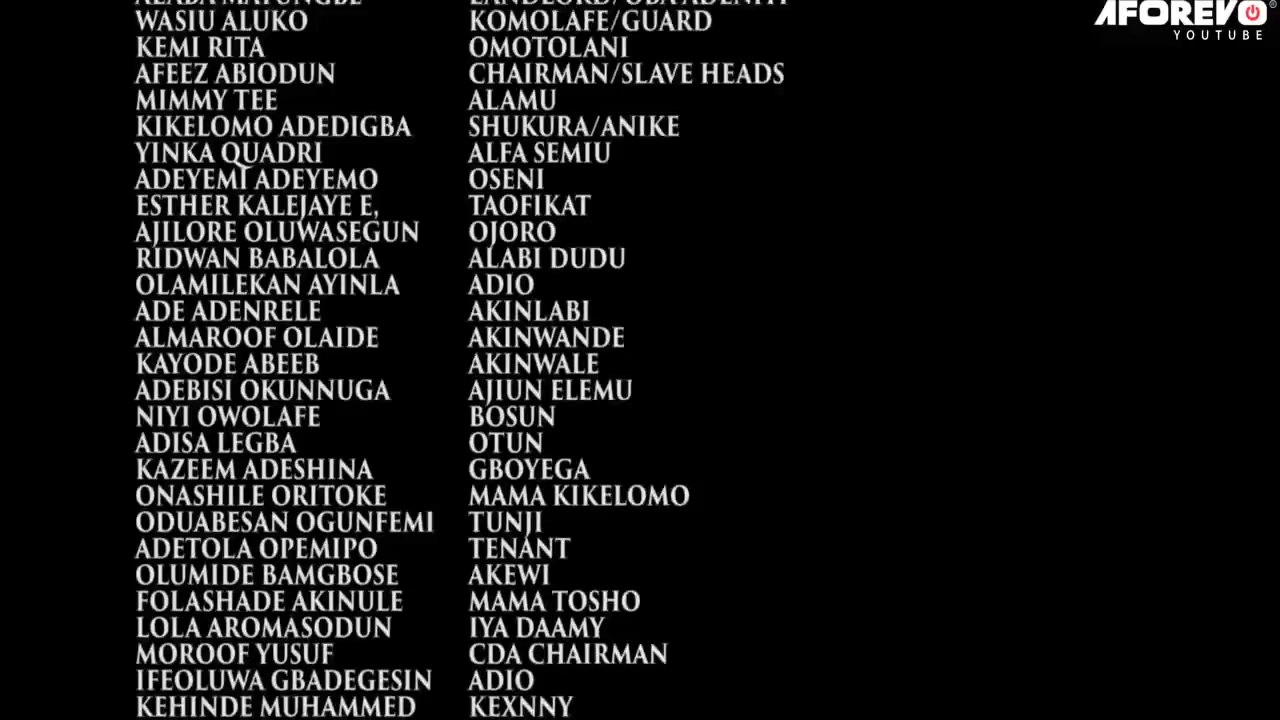 AFOREVO
YOUTUBE
WASIU ALUKO KOMOLAFE/GUARD
KEMI RITA OMOTOLANI
AFEEZ ABIODUN CHAIRMAN/SLAVE HEADS
MIMMY TEE ALAMU
KIKELOMO ADEDIGBA SHUKURA/ANIKE
YINKA QUADRI ALFA SEMIU
ADEYEMI ADEYEMO OSENI
ESTHER KALEJAYE E, TAOFIKAT
AJILORE OLUWASEGUN OJORO
RIDWAN BABALOLA ALABI DUDU
OLAMILEKAN AYINLA ADIO
ADE ADENRELE AKINLABI
ALMAROOF OLAIDE AKINWANDE
KAYODE ABEEB AKINWALE
ADEBISI OKUNNUGA AJIUN ELEMU
NIYI OWOLAFE BOSUN
ADISA LEGBA OTUN
KAZEEM ADESHINA GBOYEGA
ONASHILE ORITOKE MAMA KIKELOMO
ODUABESAN OGUNFEMI TUNJI
ADETOLA OPEMIPO TENANT
OLUMIDE BAMGBOSE AKEWI
FOLASHADE AKINULE MAMA TOSHO
LOLA AROMASODUN IYA DAAMY
MOROOF YUSUF CDA CHAIRMAN
IFEOLUWA GBADEGESIN ADIO
KEHINDE MUHAMMED KEXNNY